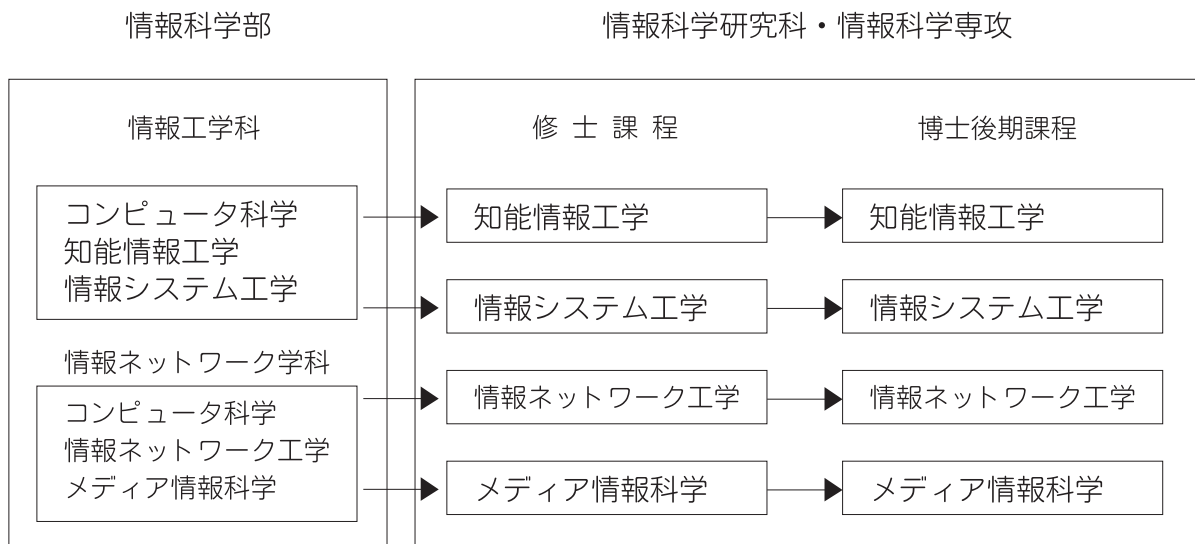 情報科学部
情報科学研究科・情報科学専攻
情報工学科
修士課程
博士後期課程
コンピュータ科学
知能情報工学
情報システム工学
知能情報工学
知能情報工学
情報システム工学
情報システム工学
情報ネットワーク学科
コンピュータ科学
情報ネットワーク工学
メディア情報科学
情報ネットワーク工学
情報ネットワーク工学
メディア情報科学
メディア情報科学